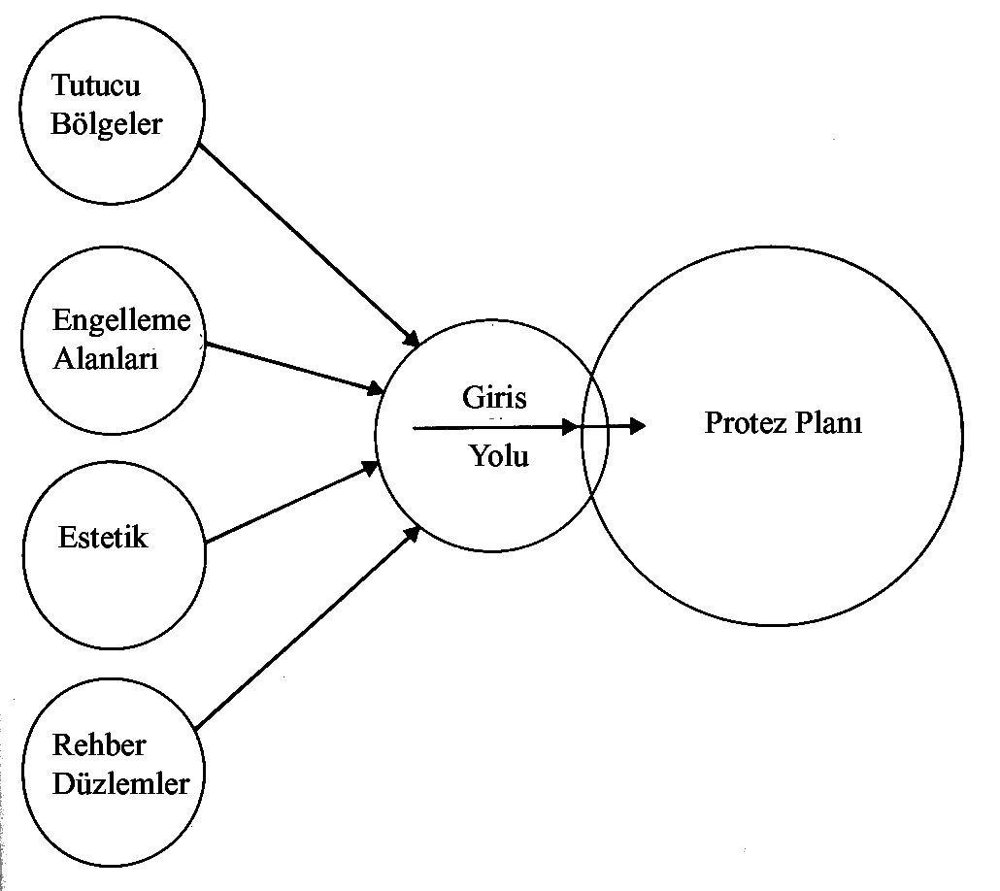 Tutucu
Bölgeler
Engelleme
Alanları
Estetik
Rehber
Düzlemler
Giris
Yolu
Protez Planı